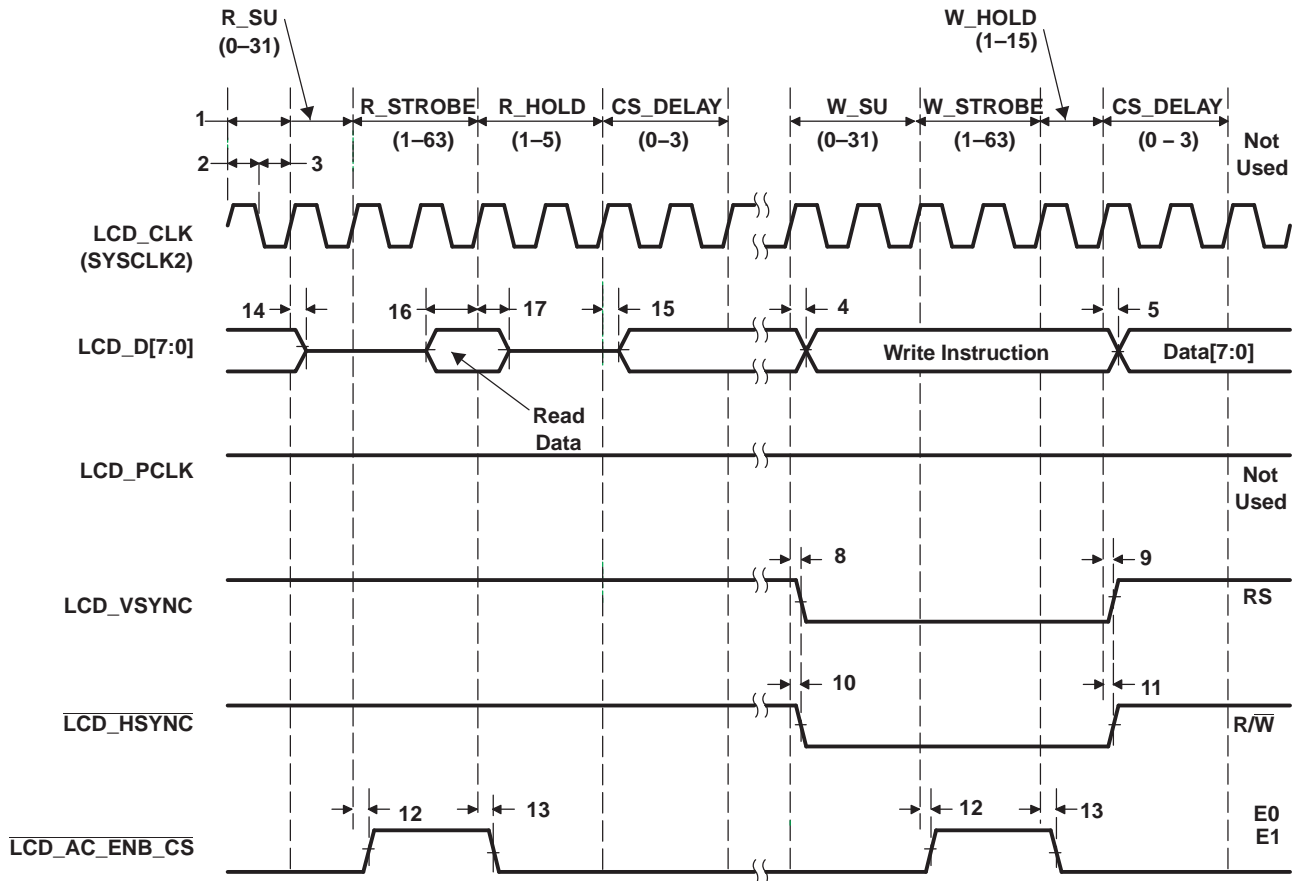 R_SU
(0–31)
W_HOLD
(1–15)
R_STROBE
R_HOLD
CS_DELAY
W_SU
W_STROBE
CS_DELAY
1
(1–63)
(1–5)
(0–3)
(0–31)
(1–63)
(0 – 3)
Not
Used
2
3
LCD_CLK
(SYSCLK2)
14
16
17
15
4
5
LCD_D[7:0]
Write Instruction
Data[7:0]
Read
Data
LCD_PCLK
Not
Used
8
9
LCD_VSYNC
RS
10
11
LCD_HSYNC
R/W
12
13
12
13
E0
E1
LCD_AC_ENB_CS